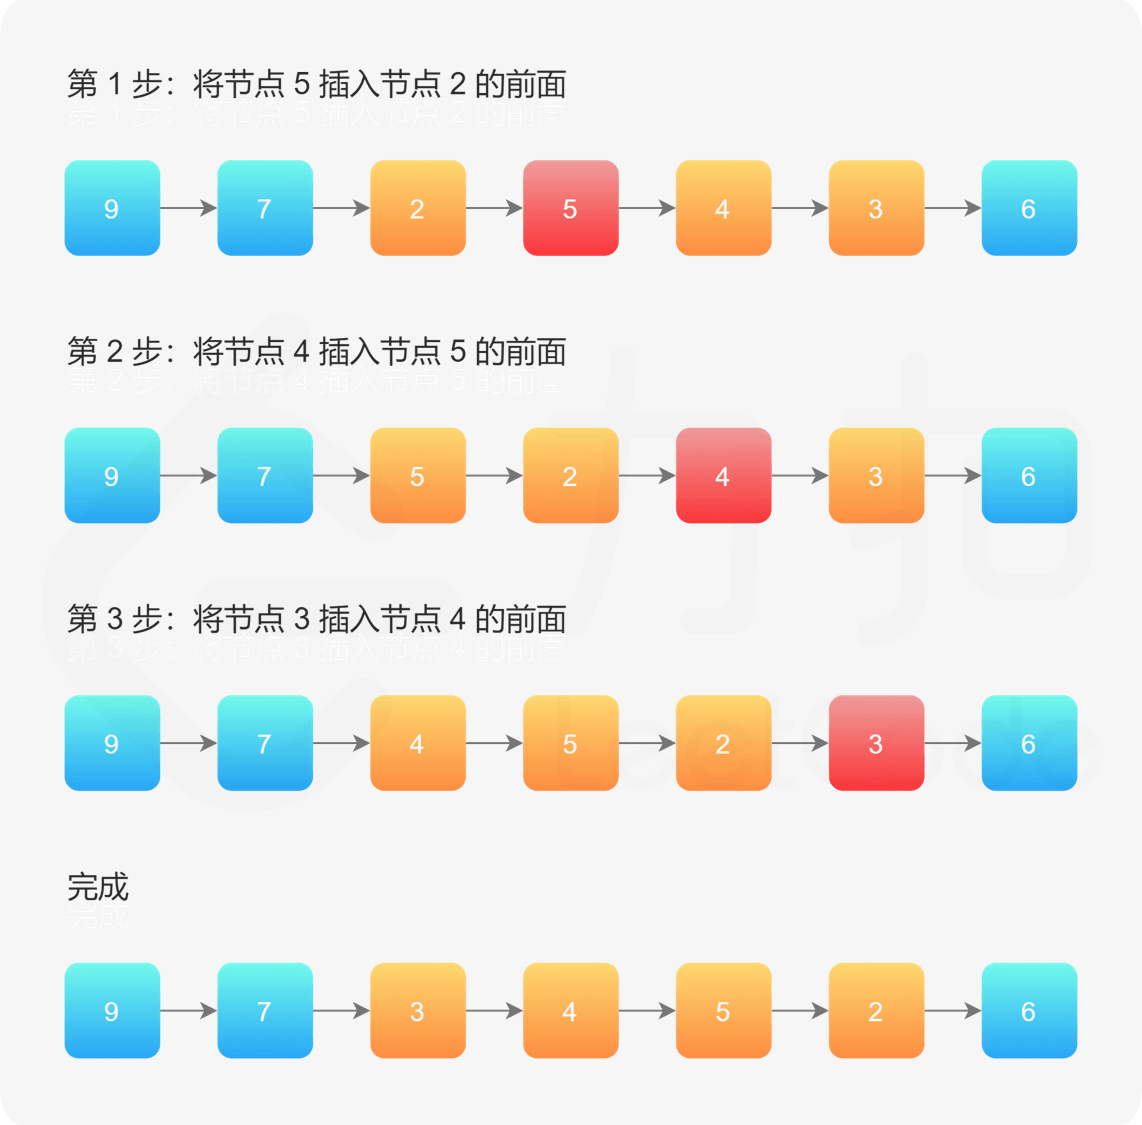 第 1 步：将节点 5 插入节点 2 的前面
9 7 2 5 4 3 6
第 2 步：将节点 4 插入节点 5 的前面
9 7 5 2 4 3 6
第 3 步：将节点 3 插入节点 4 的前面
9 7 4 5 2 3 6
完成
9 7 3 4 5 2 6
力扣
LeetCode